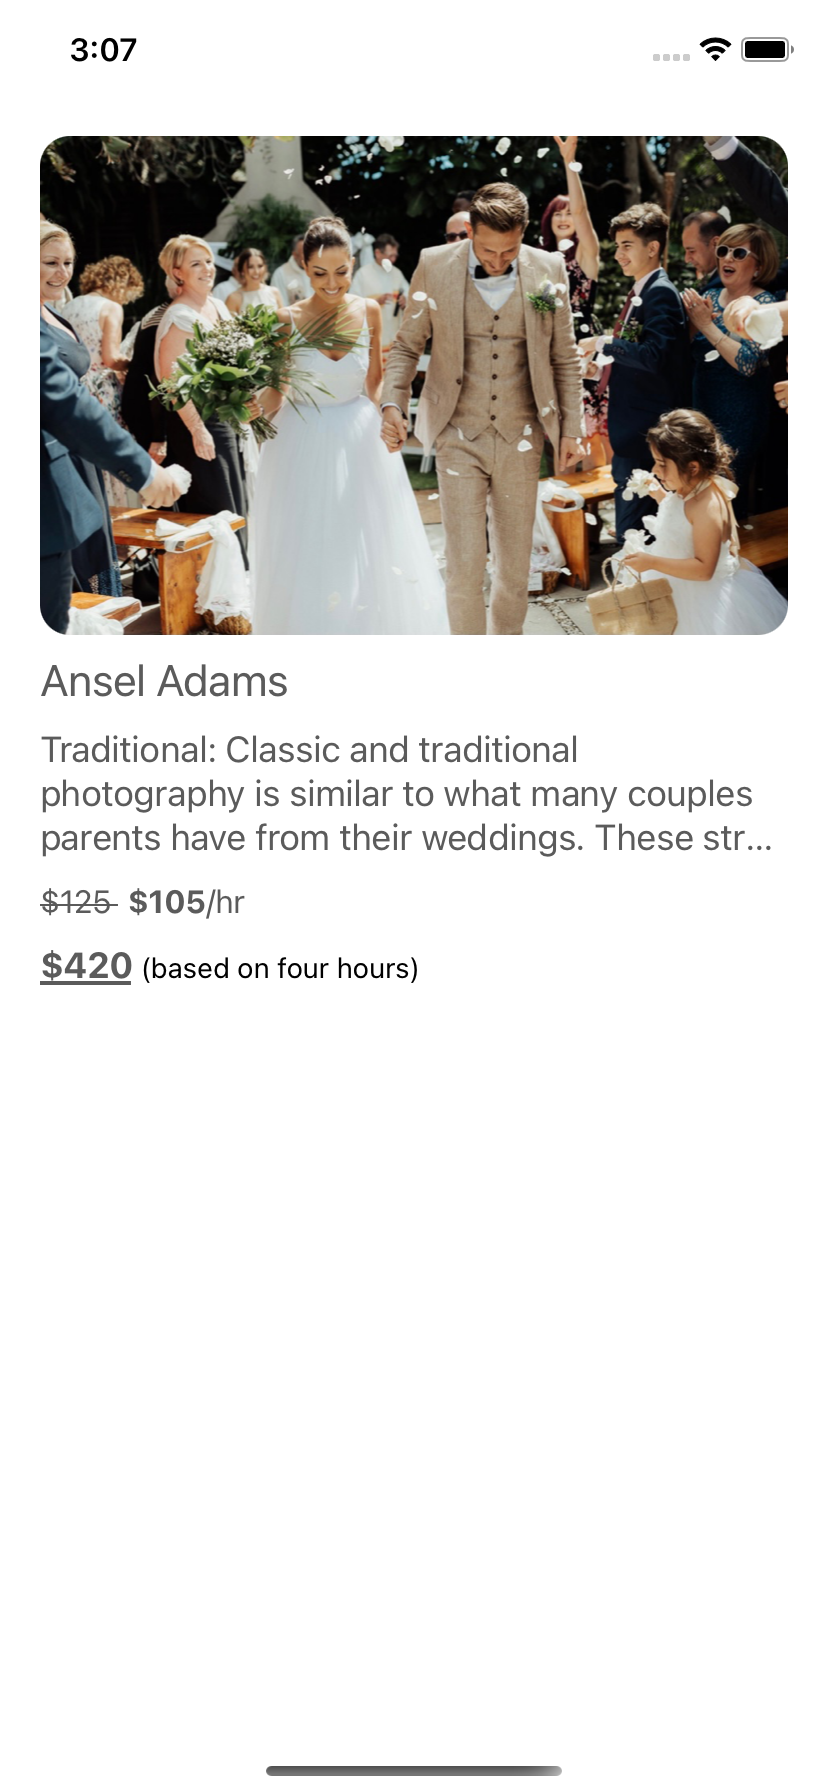 3:07
Ansel Adams
Traditional: Classic and traditional
photography is similar to what many couples
parents have from their weddings. These str...
$125 $105/hr
$420 (based on four hours)